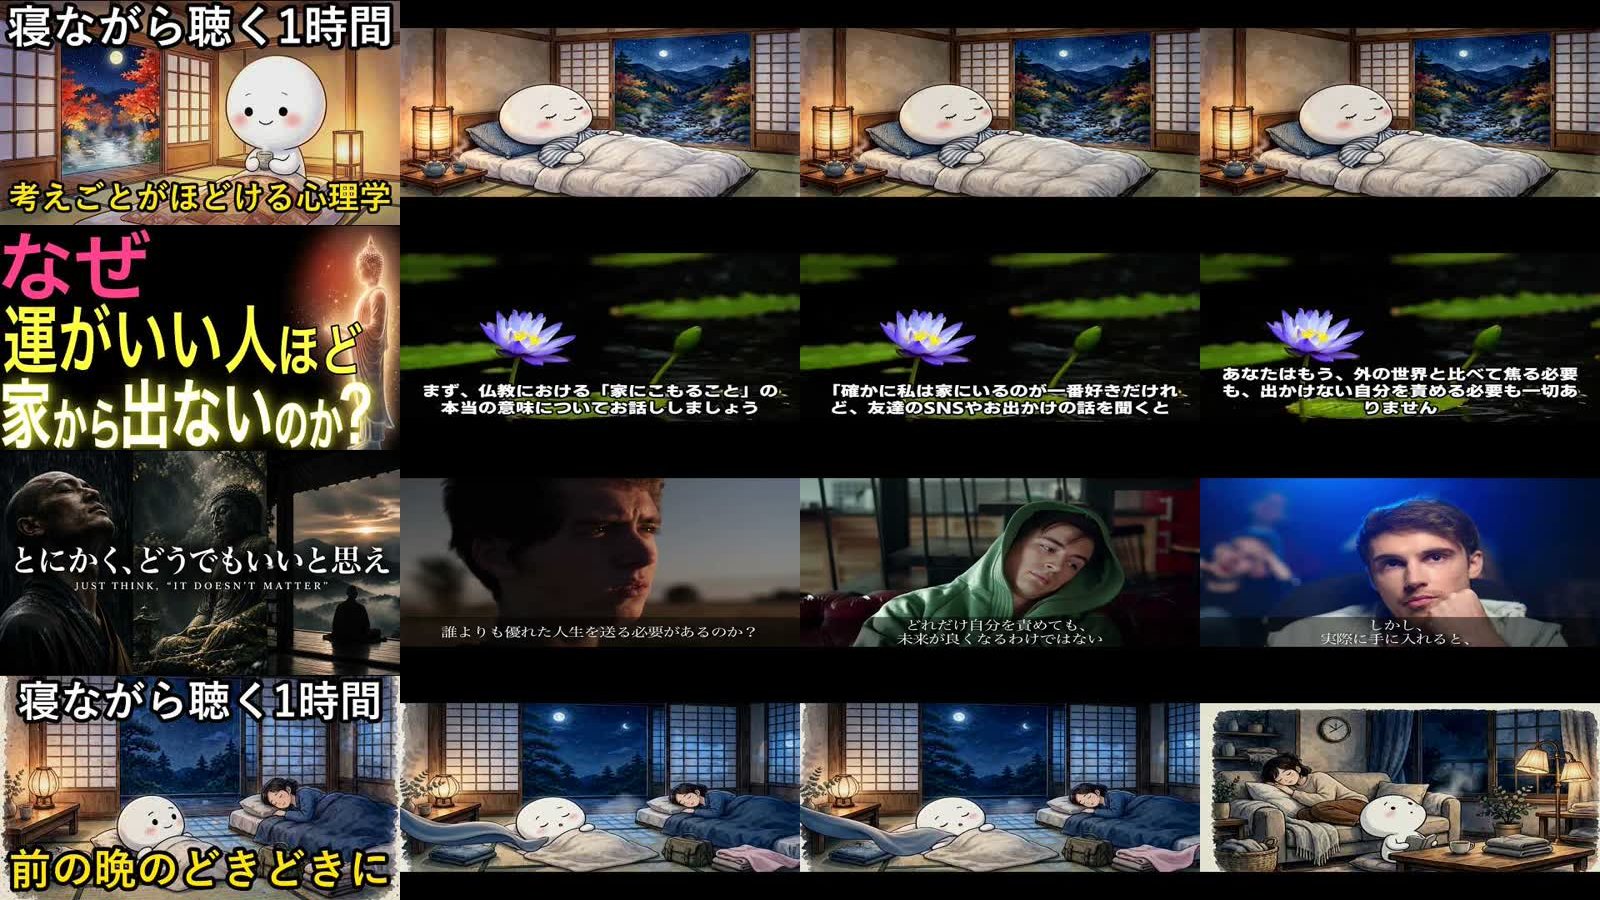 寝ながら聴く1時間
考えごとがほどける心理学
なぜ
運がいい人ほど
家から出ないのか?
まず、仏教における「家にこもること」の
本当の意味についてお話ししましょう
「確かに私は家にいるのが一番好きだけれ
ど、友達のSNSやお出かけの話を聞くと
あなたはもう、外の世界と比べて焦る必要
も、出かけない自分を責める必要も一切あ
りません
とにかく、どうでもいいと思え
JUST THINK, "IT DOESN'T MATTER"
誰よりも優れた人生を送る必要があるのか？
どれだけ自分を責めても、
未来が良くなるわけではない
しかし、
実際に手に入れると、
寝ながら聴く1時間
前の晩のどきどきに